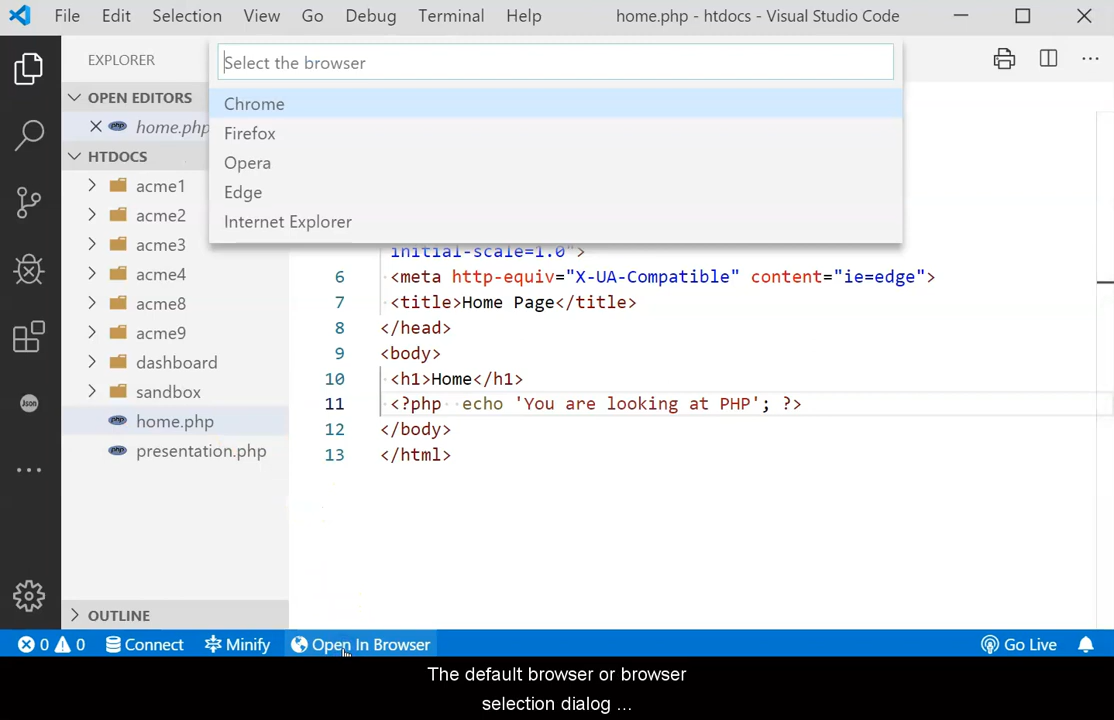 File Edit Selection View Go Debug Terminal Help home.php - htdocs - Visual Studio Code
EXPLORER
Select the browser
Chrome
Firefox
Opera
Edge
Internet Explorer
OPEN EDITORS
home.php
HTDOCS
acme1
acme2
acme3
acme4
acme8
acme9
dashboard
sandbox
home.php
presentation.php
OUTLINE
initial-scale=1.0">
6 <meta http-equiv="X-UA-Compatible" content="ie=edge">
7 <title>Home Page</title>
8 </head>
9 <body>
10 <h1>Home</h1>
11 <?php echo 'You are looking at PHP'; ?>
12 </body>
13 </html>
Json
0 0 Connect Minify Open In Browser Go Live
The default browser or browser
selection dialog ...